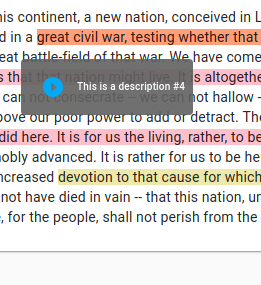 his continent, a new nation, conceived in L
d in a great civil war, testing whether that
eat battle-field of that war. We have come
s that that nation might live. It is altogethe
can not consecrate -- we can not hallow -
This is a description #4
ove our poor power to add or detract. The
did here. It is for us the living, rather, to be
nobly advanced. It is rather for us to be he
ncreased devotion to that cause for which
not have died in vain -- that this nation, un
, for the people, shall not perish from the